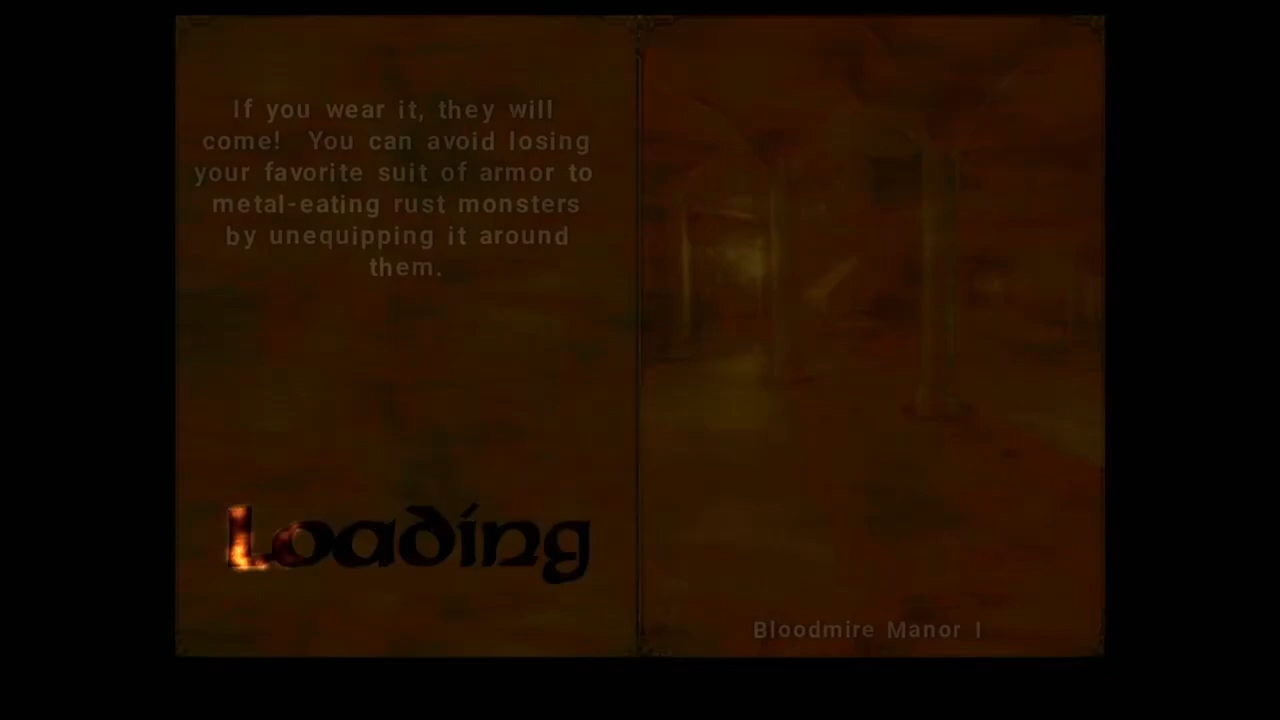 If you wear it, they will
come! You can avoid losing
your favorite suit of armor to
metal-eating rust monsters
by unequipping it around
them.
Loading
Bloodmire Manor I